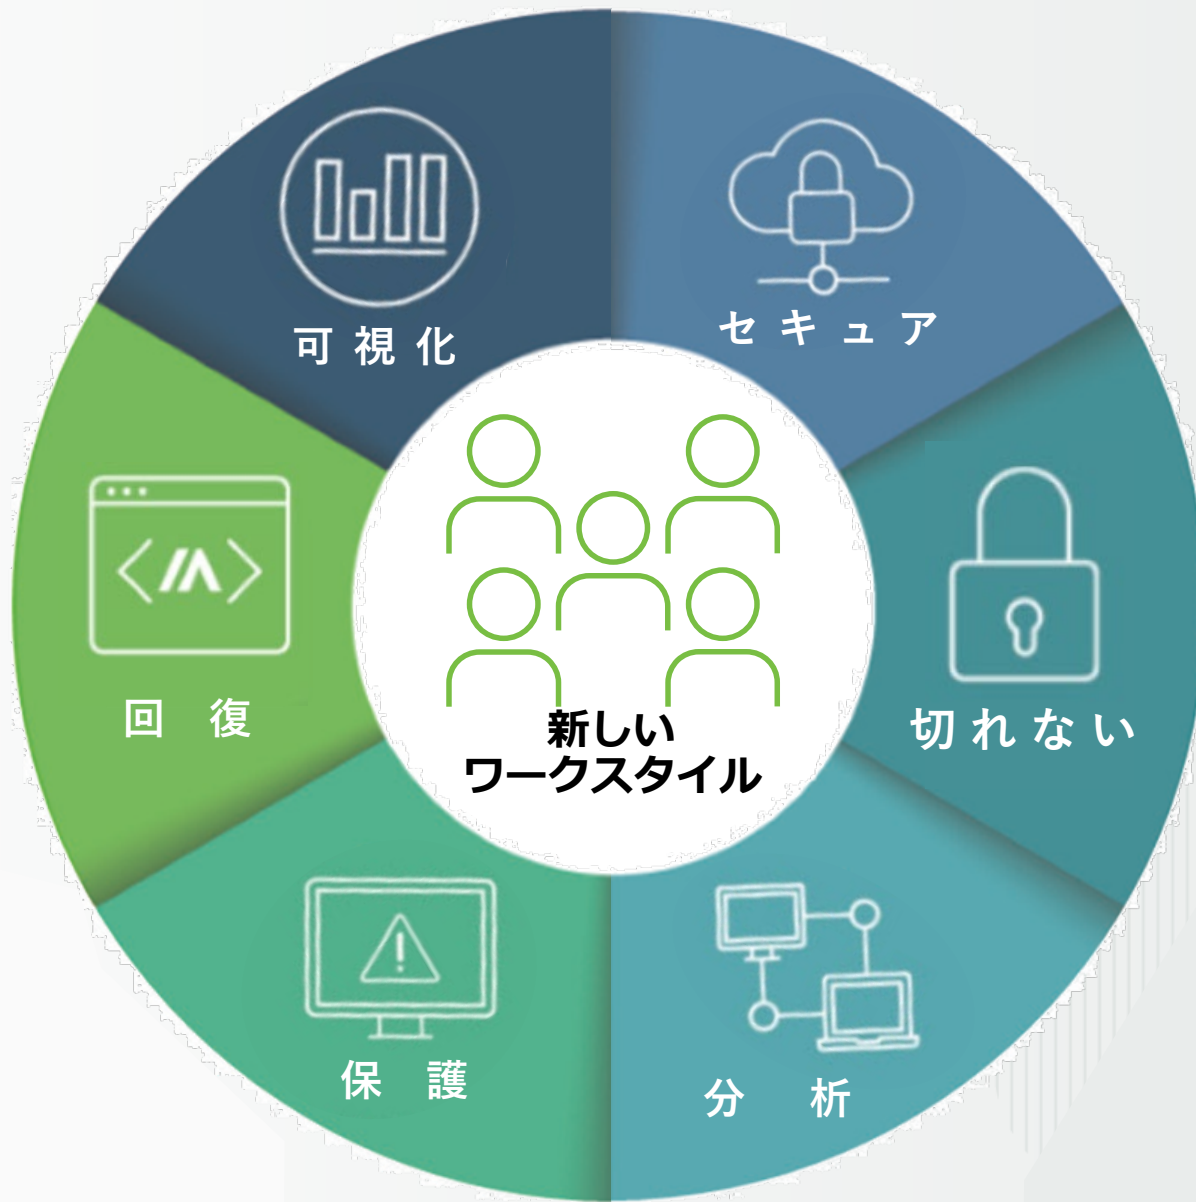 可視化
セキュア
回復
切れない
新しい
ワークスタイル
保護
分析